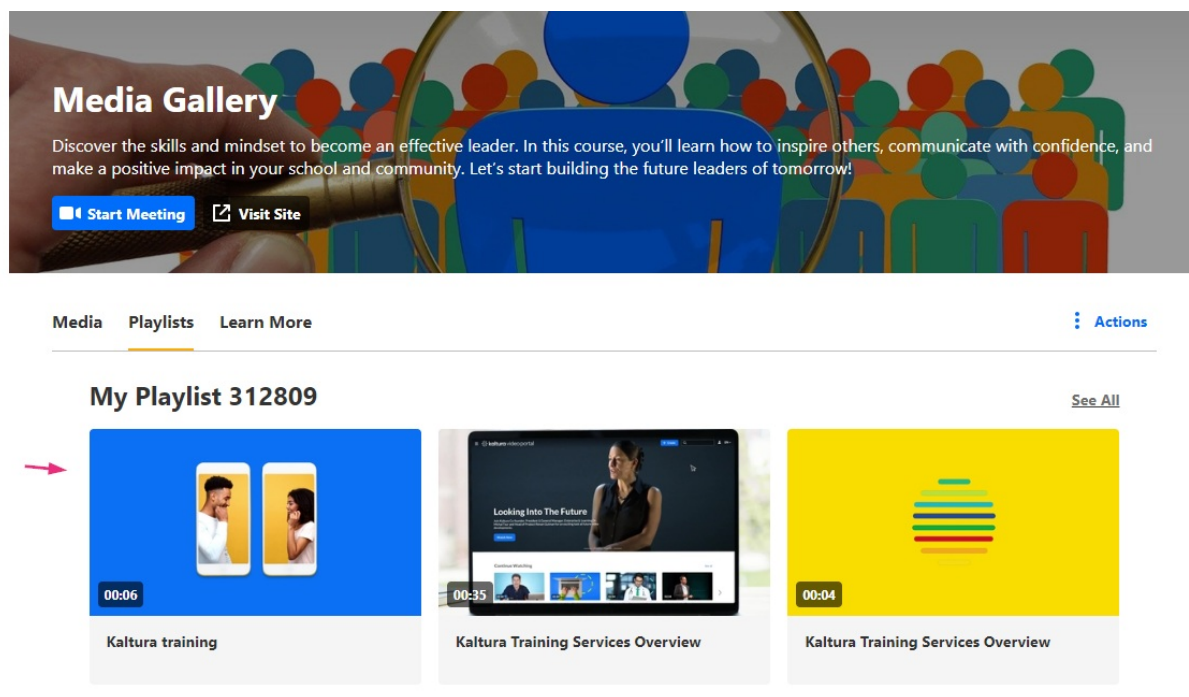 Media Gallery
Discover the skills and mindset to become an effective leader. In this course, you'll learn how to inspire others, communicate with confidence, and
make a positive impact in your school and community. Let's start building the future leaders of tomorrow!
Start Meeting Visit Site
Media Playlists Learn More Actions
My Playlist 312809 See All
kaltura videoportal
Looking Into The Future
Continue Watching
00:06 00:35 00:04
Kaltura training Kaltura Training Services Overview Kaltura Training Services Overview